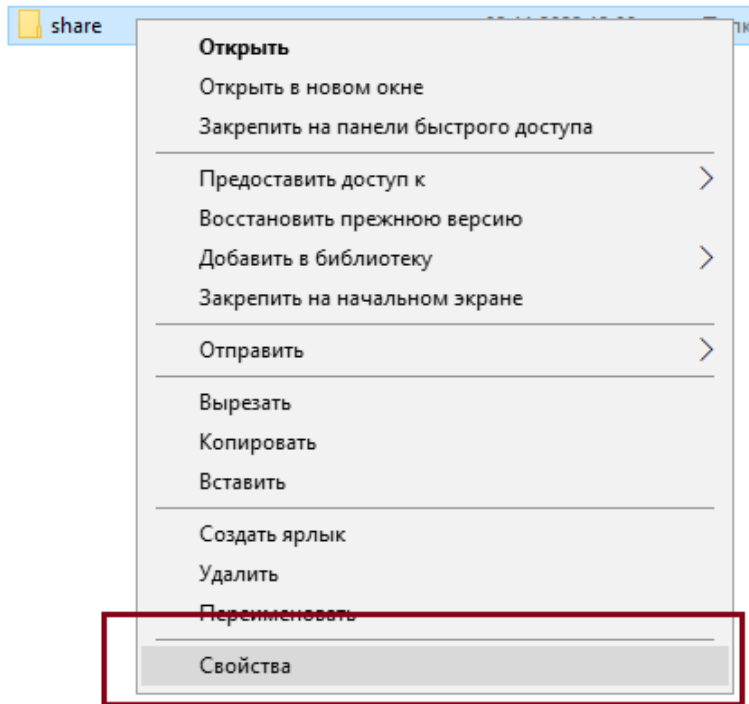 share
Открыть
Открыть в новом окне
Закрепить на панели быстрого доступа
Предоставить доступ к
Восстановить прежнюю версию
Добавить в библиотеку
Закрепить на начальном экране
Отправить
Вырезать
Копировать
Вставить
Создать ярлык
Удалить
Переименовать
Свойства